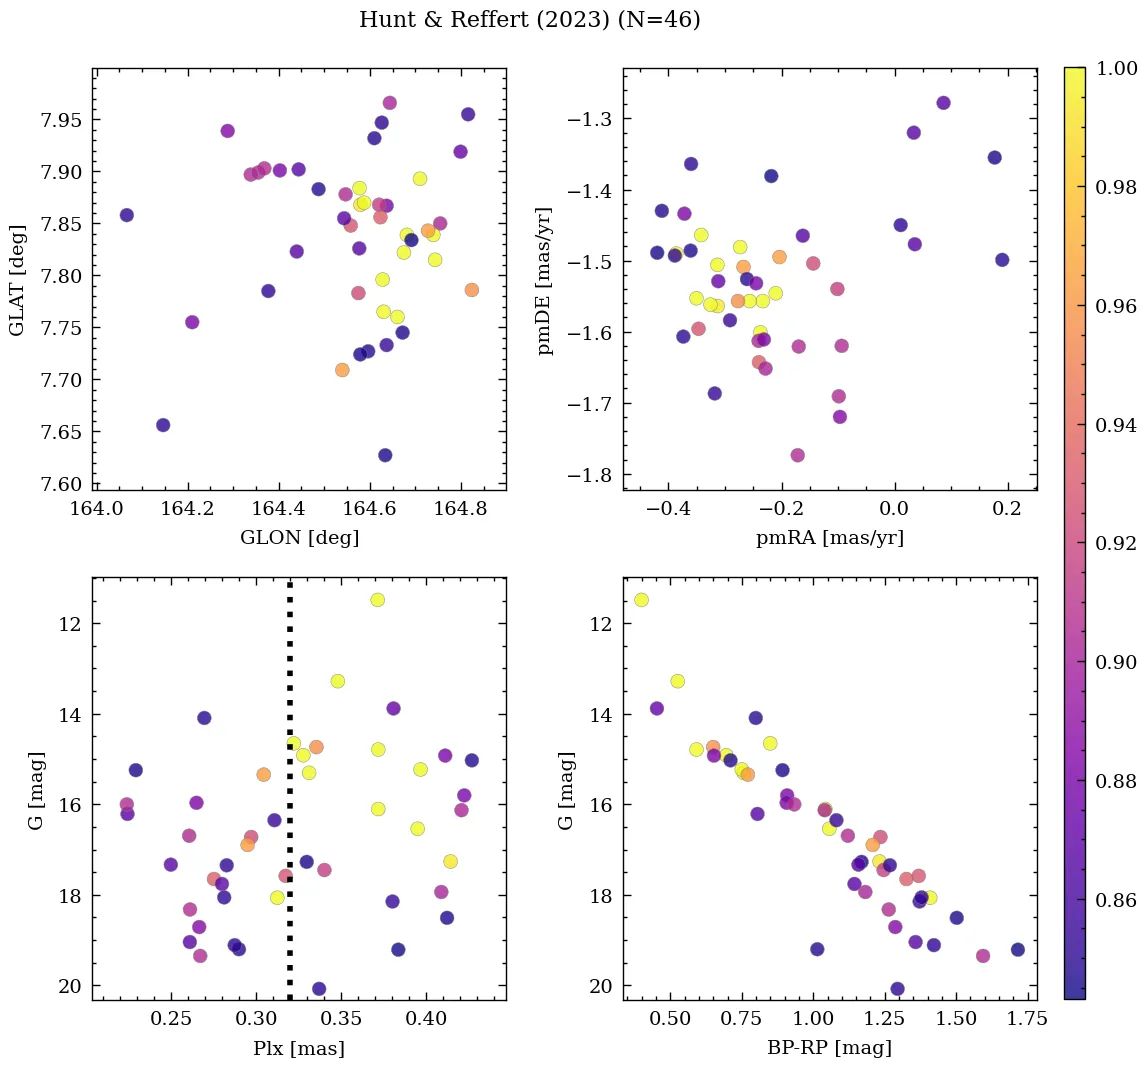 Hunt & Reffert (2023) (N=46)
7.95
7.90
7.85
7.80
7.75
7.70
7.65
7.60
GLAT [deg]
164.0 164.2 164.4 164.6 164.8
GLON [deg]
−1.3
−1.4
−1.5
−1.6
−1.7
−1.8
pmDE [mas/yr]
−0.4 −0.2 0.0 0.2
pmRA [mas/yr]
12
14
16
18
20
G [mag]
0.25 0.30 0.35 0.40
Plx [mas]
12
14
16
18
20
G [mag]
0.50 0.75 1.00 1.25 1.50 1.75
BP-RP [mag]
1.00
0.98
0.96
0.94
0.92
0.90
0.88
0.86